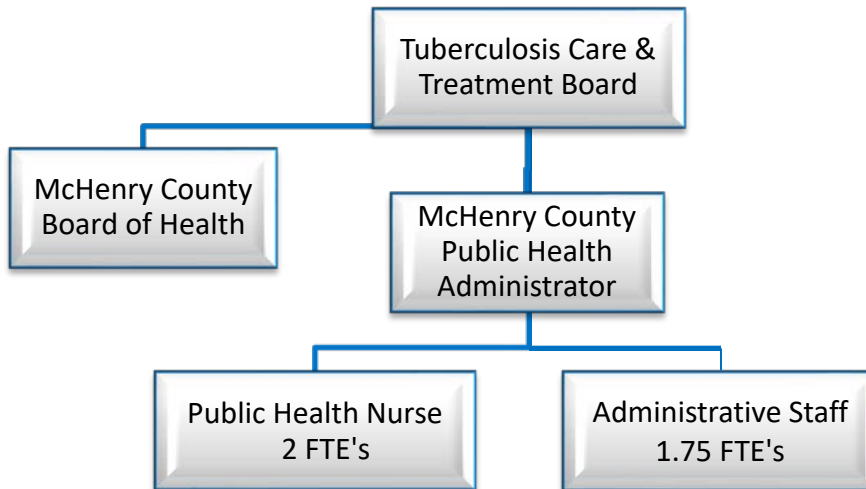 Tuberculosis Care &
Treatment Board
McHenry County
Board of Health
McHenry County
Public Health
Administrator
Public Health Nurse
2 FTE's
Administrative Staff
1.75 FTE's